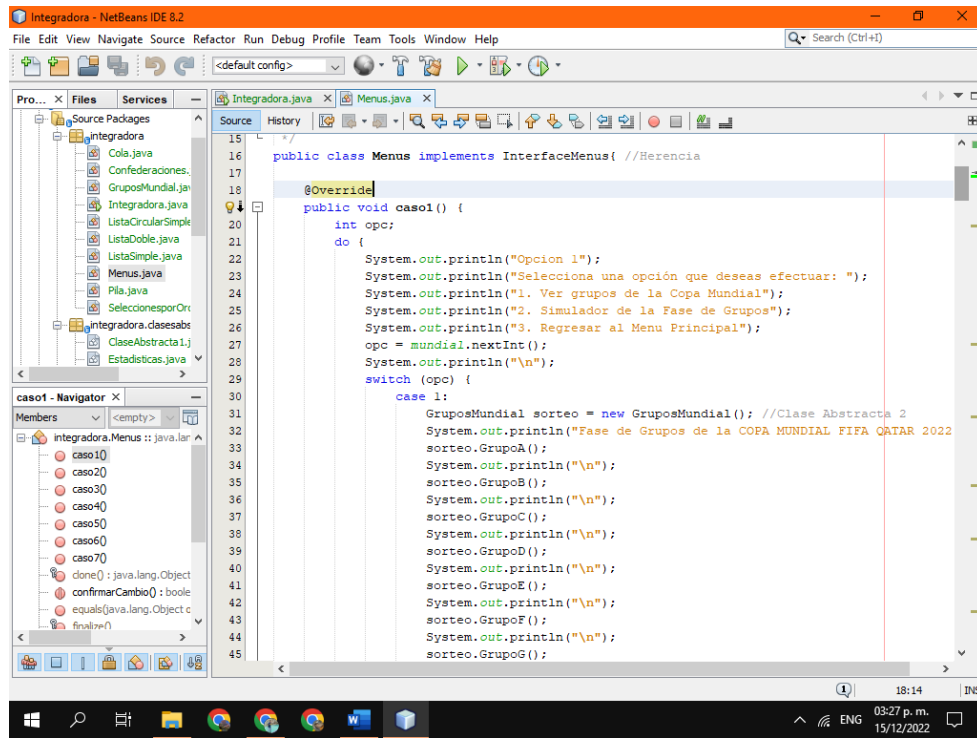 Integradora - NetBeans IDE 8.2
File Edit View Navigate Source Refactor Run Debug Profile Team Tools Window Help
Search (Ctrl+I)
<default config>
Pro... Files Services
Integradora.java Menus.java
Source Packages
integradora
Cola.java
Confederaciones.
GruposMundial.jav
Integradora.java
ListaCircularSimple
ListaDoble.java
ListaSimple.java
Menus.java
Pila.java
SeleccionesporOrd
integradora.clasesabs
ClaseAbstracta1.j
Estadisticas.java
caso1 - Navigator
Members <empty>
integradora.Menus :: java.lar
caso1()
caso2()
caso3()
caso4()
caso5()
caso6()
caso7()
clone() : java.lang.Object
confirmarCambio() : boole
equals(java.lang.Object o
finalize()
Source History
15 */
16 public class Menus implements InterfaceMenus{ //Herencia
17
18 @Override
public void caso1() {
20 int opc;
21 do {
22 System.out.println("Opcion 1");
23 System.out.println("Selecciona una opción que deseas efectuar: ");
24 System.out.println("1. Ver grupos de la Copa Mundial");
25 System.out.println("2. Simulador de la Fase de Grupos");
26 System.out.println("3. Regresar al Menu Principal");
27 opc = mundial.nextInt();
28 System.out.println("\n");
29 switch (opc) {
30 case 1:
31 GruposMundial sorteo = new GruposMundial(); //Clase Abstracta 2
32 System.out.println("Fase de Grupos de la COPA MUNDIAL FIFA QATAR 2022
33 sorteo.GrupoA();
34 System.out.println("\n");
35 sorteo.GrupoB();
36 System.out.println("\n");
37 sorteo.GrupoC();
38 System.out.println("\n");
39 sorteo.GrupoD();
40 System.out.println("\n");
41 sorteo.GrupoE();
42 System.out.println("\n");
43 sorteo.GrupoF();
44 System.out.println("\n");
45 sorteo.GrupoG();
1 18:14 INS
ENG 03:27 p. m.
15/12/2022